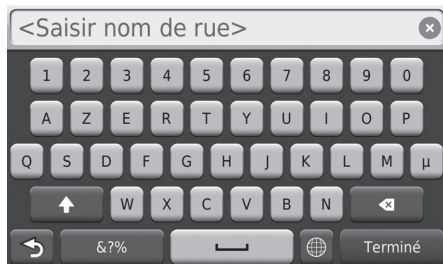 <Saisir nom de rue>
1 2 3 4 5 6 7 8 9 0
A Z E R T Y U I O P
Q S D F G H J K L M µ
W X C V B N
&?% Terminé